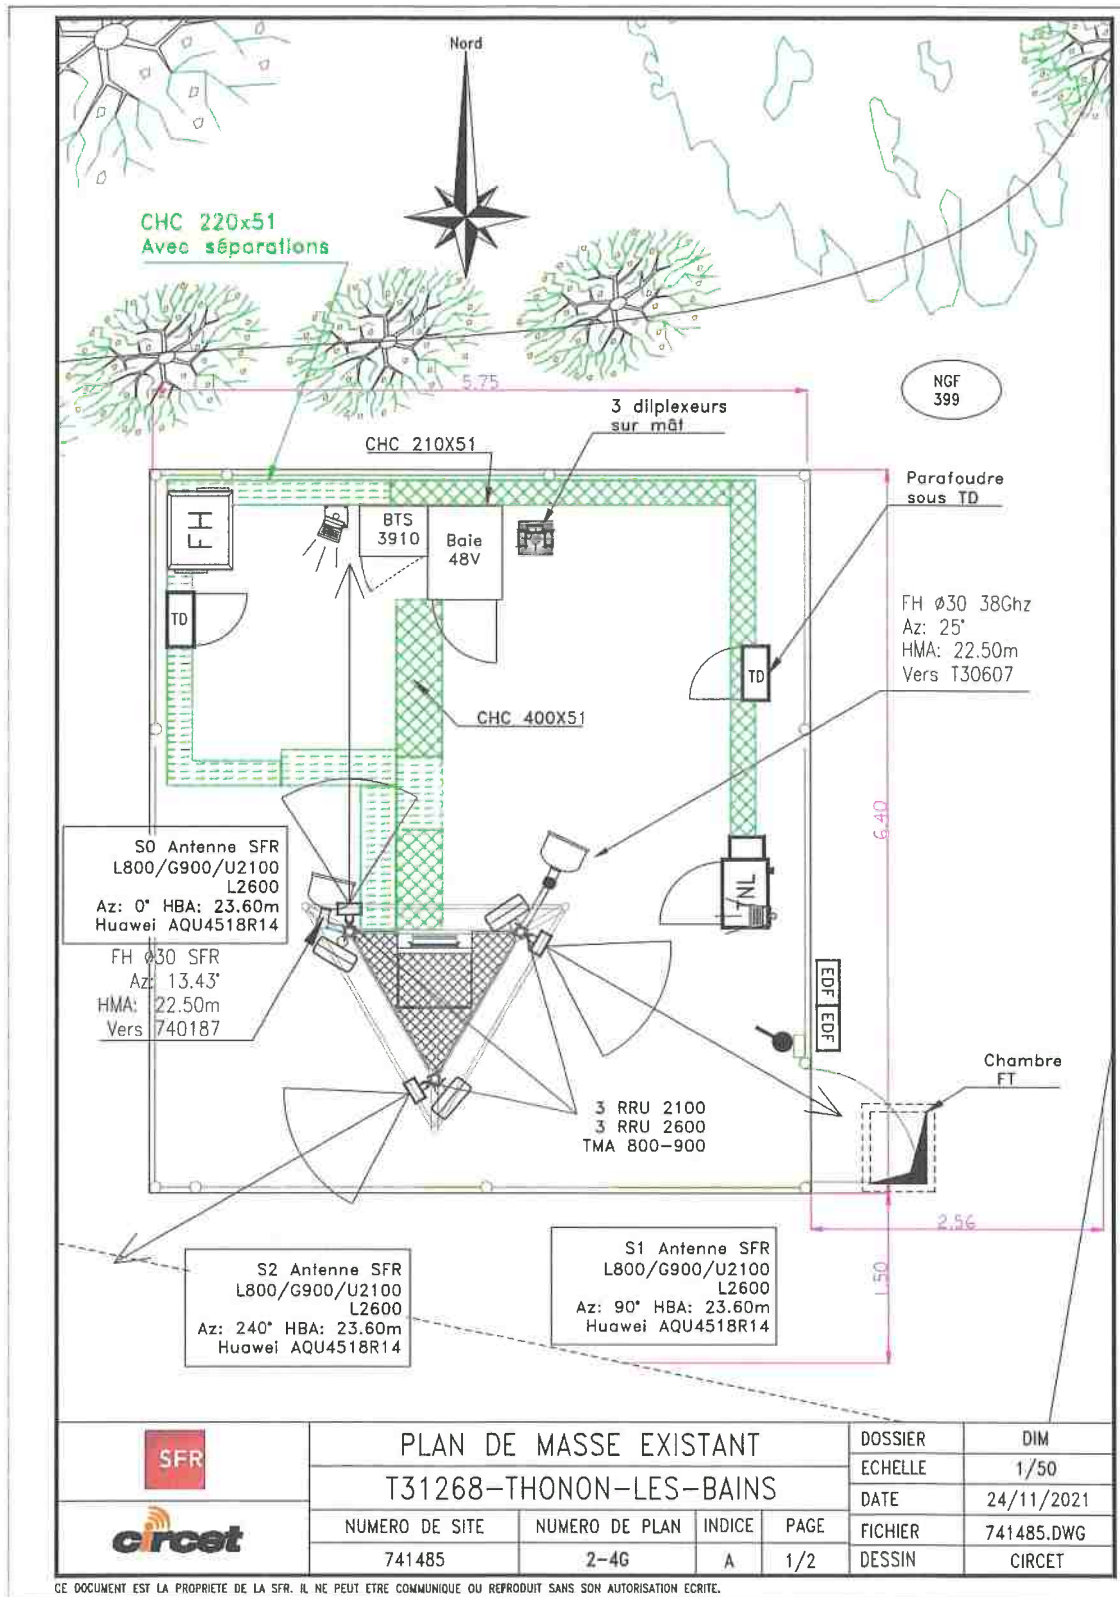 Nord
CHC 220x51
Avec séparations
5.75
NGF
399
3 dilplexeurs
sur mât
CHC 210X51
Parafoudre
sous TD
FH
BTS
3910
Baie
48V
TD
FH ø30 38Ghz
Az: 25°
HMA: 22.50m
Vers T30607
TD
CHC 400X51
6.40
S0 Antenne SFR
L800/G900/U2100
L2600
Az: 0° HBA: 23.60m
Huawei AQU4518R14
TNL
FH ø30 SFR
Az: 13.43°
HMA: 22.50m
Vers 740187
EDF
EDF
Chambre
FT
3 RRU 2100
3 RRU 2600
TMA 800-900
2.56
1.50
S2 Antenne SFR
L800/G900/U2100
L2600
Az: 240° HBA: 23.60m
Huawei AQU4518R14
S1 Antenne SFR
L800/G900/U2100
L2600
Az: 90° HBA: 23.60m
Huawei AQU4518R14
SFR
circet
PLAN DE MASSE EXISTANT
T31268-THONON-LES-BAINS
NUMERO DE SITE
NUMERO DE PLAN
INDICE
PAGE
741485
2-4G
A
1/2
DOSSIER
DIM
ECHELLE
1/50
DATE
24/11/2021
FICHIER
741485.DWG
DESSIN
CIRCET
CE DOCUMENT EST LA PROPRIETE DE LA SFR. IL NE PEUT ETRE COMMUNIQUE OU REPRODUIT SANS SON AUTORISATION ECRITE.